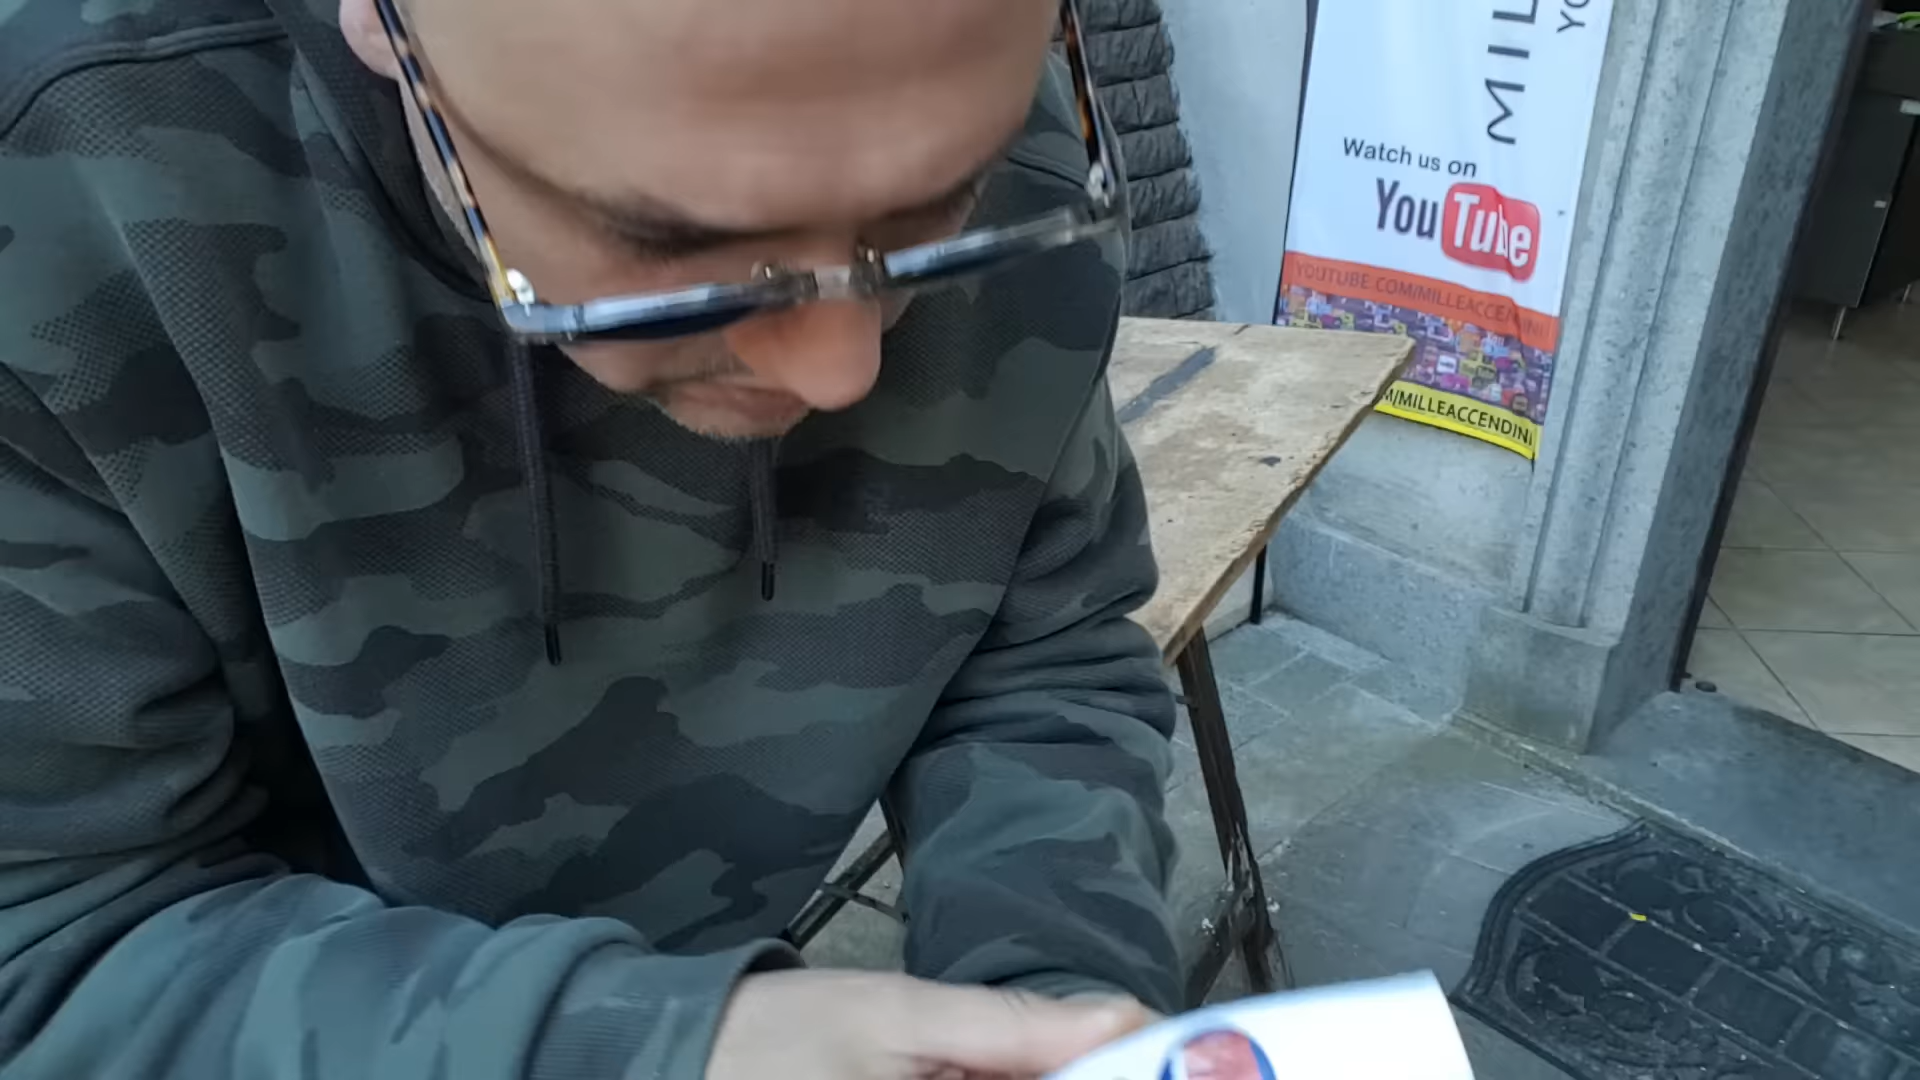 MIL
YO
Watch us on
YouTube
YOUTUBE.COM/MILLEACCENDINI
M/MILLEACCENDINI